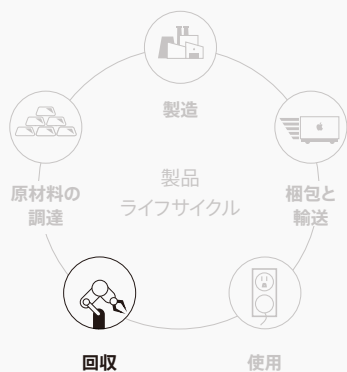 製造
原材料の
調達
製品
ライフサイクル
梱包と
輸送
回収
使用